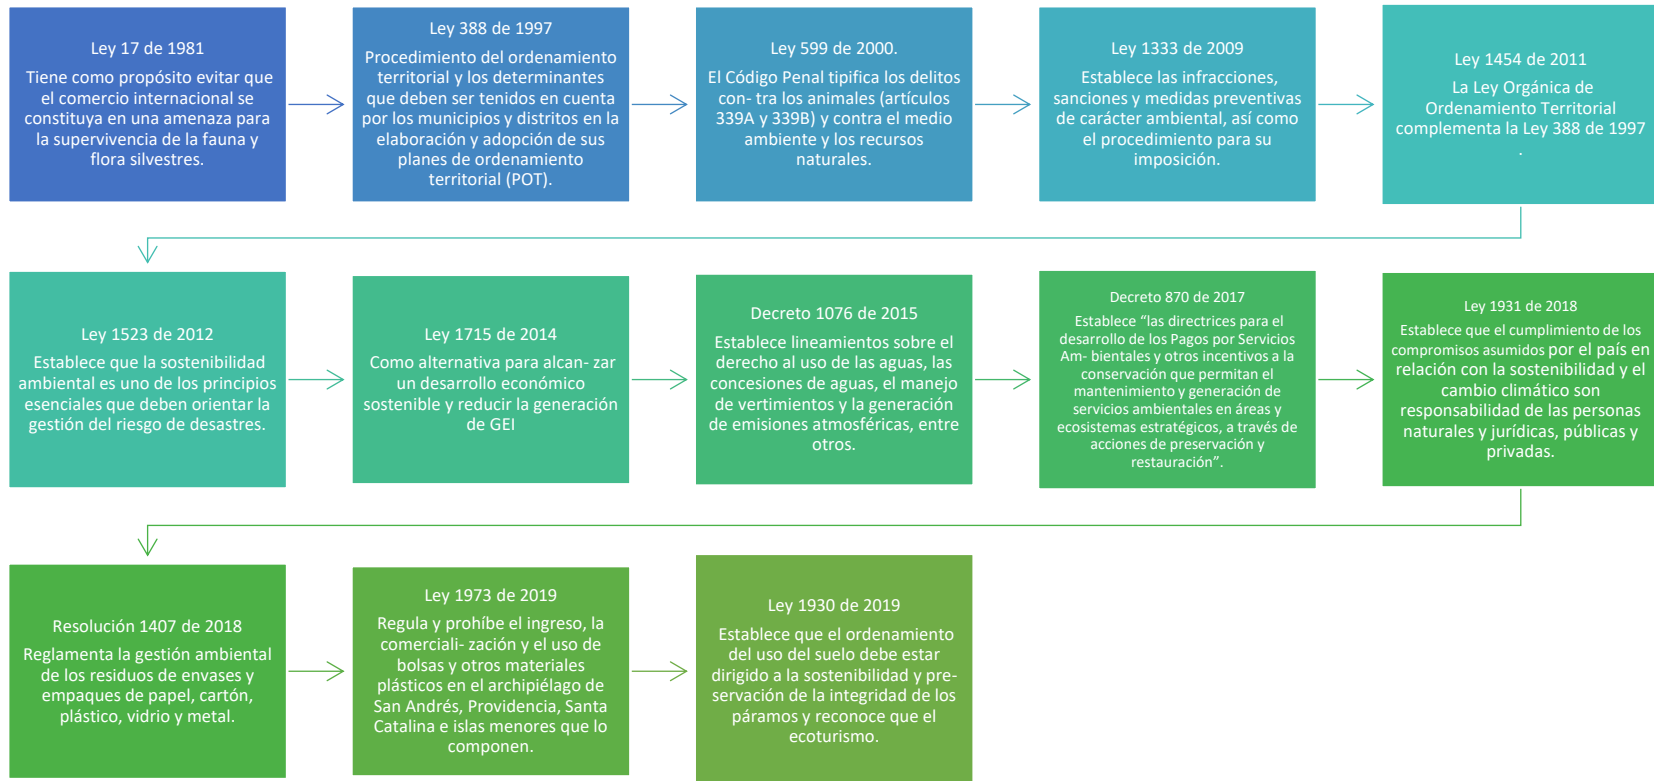 Ley 17 de 1981
Tiene como propósito evitar que
el comercio internacional se
constituya en una amenaza para
la supervivencia de la fauna y
flora silvestres.
Ley 388 de 1997
Procedimiento del ordenamiento
territorial y los determinantes
que deben ser tenidos en cuenta
por los municipios y distritos en la
elaboración y adopción de sus
planes de ordenamiento
territorial (POT).
Ley 599 de 2000.
El Código Penal tipifica los delitos
con- tra los animales (artículos
339A y 339B) y contra el medio
ambiente y los recursos
naturales.
Ley 1333 de 2009
Establece las infracciones,
sanciones y medidas preventivas
de carácter ambiental, así como
el procedimiento para su
imposición.
Ley 1454 de 2011
La Ley Orgánica de
Ordenamiento Territorial
complementa la Ley 388 de 1997
.
Ley 1523 de 2012
Establece que la sostenibilidad
ambiental es uno de los principios
esenciales que deben orientar la
gestión del riesgo de desastres.
Ley 1715 de 2014
Como alternativa para alcan- zar
un desarrollo económico
sostenible y reducir la generación
de GEI
Decreto 1076 de 2015
Establece lineamientos sobre el
derecho al uso de las aguas, las
concesiones de aguas, el manejo
de vertimientos y la generación
de emisiones atmosféricas, entre
otros.
Decreto 870 de 2017
Establece “las directrices para el
desarrollo de los Pagos por Servicios
Am- bientales y otros incentivos a la
conservación que permitan el
mantenimiento y generación de
servicios ambientales en áreas y
ecosistemas estratégicos, a través de
acciones de preservación y
restauración”.
Ley 1931 de 2018
Establece que el cumplimiento de los
compromisos asumidos por el país en
relación con la sostenibilidad y el
cambio climático son
responsabilidad de las personas
naturales y jurídicas, públicas y
privadas.
Resolución 1407 de 2018
Reglamenta la gestión ambiental
de los residuos de envases y
empaques de papel, cartón,
plástico, vidrio y metal.
Ley 1973 de 2019
Regula y prohíbe el ingreso, la
comerciali- zación y el uso de
bolsas y otros materiales
plásticos en el archipiélago de
San Andrés, Providencia, Santa
Catalina e islas menores que lo
componen.
Ley 1930 de 2019
Establece que el ordenamiento
del uso del suelo debe estar
dirigido a la sostenibilidad y pre-
servación de la integridad de los
páramos y reconoce que el
ecoturismo.